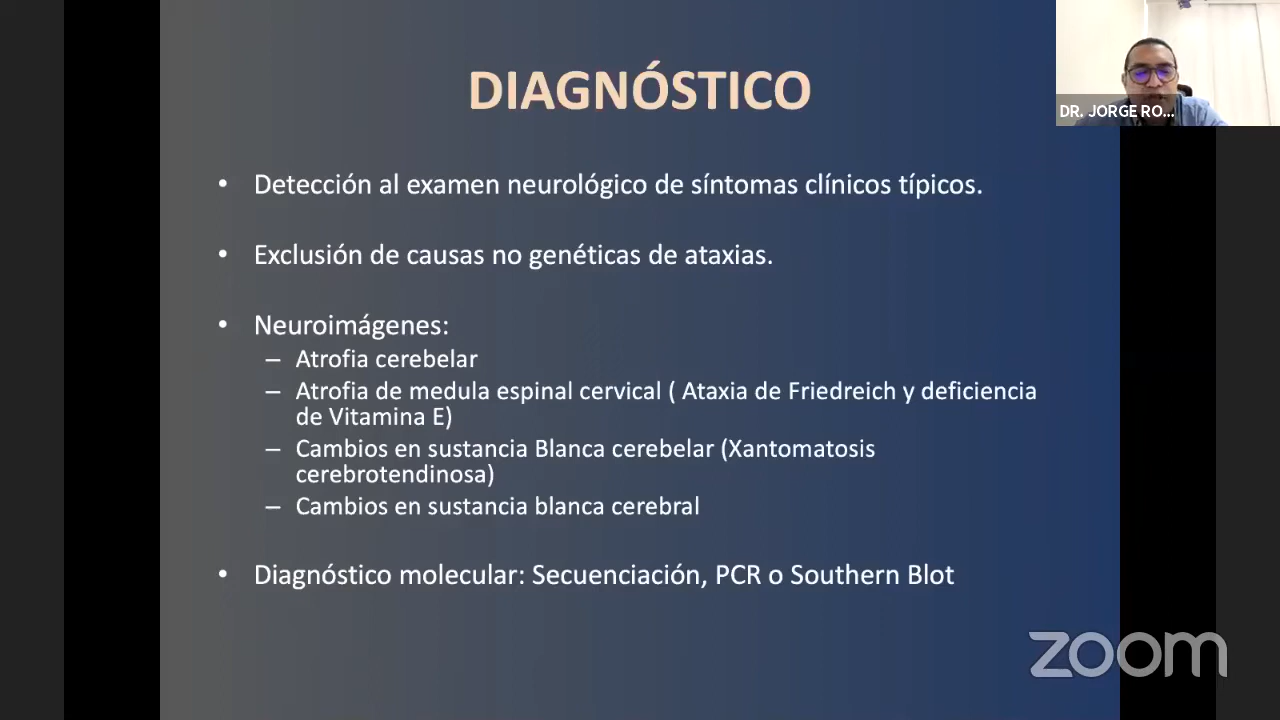 DIAGNÓSTICO
DR. JORGE RO...
• Detección al examen neurológico de síntomas clínicos típicos.
• Exclusión de causas no genéticas de ataxias.
• Neuroimágenes:
– Atrofia cerebelar
– Atrofia de medula espinal cervical ( Ataxia de Friedreich y deficiencia
de Vitamina E)
– Cambios en sustancia Blanca cerebelar (Xantomatosis
cerebrotendinosa)
– Cambios en sustancia blanca cerebral
• Diagnóstico molecular: Secuenciación, PCR o Southern Blot
zoom